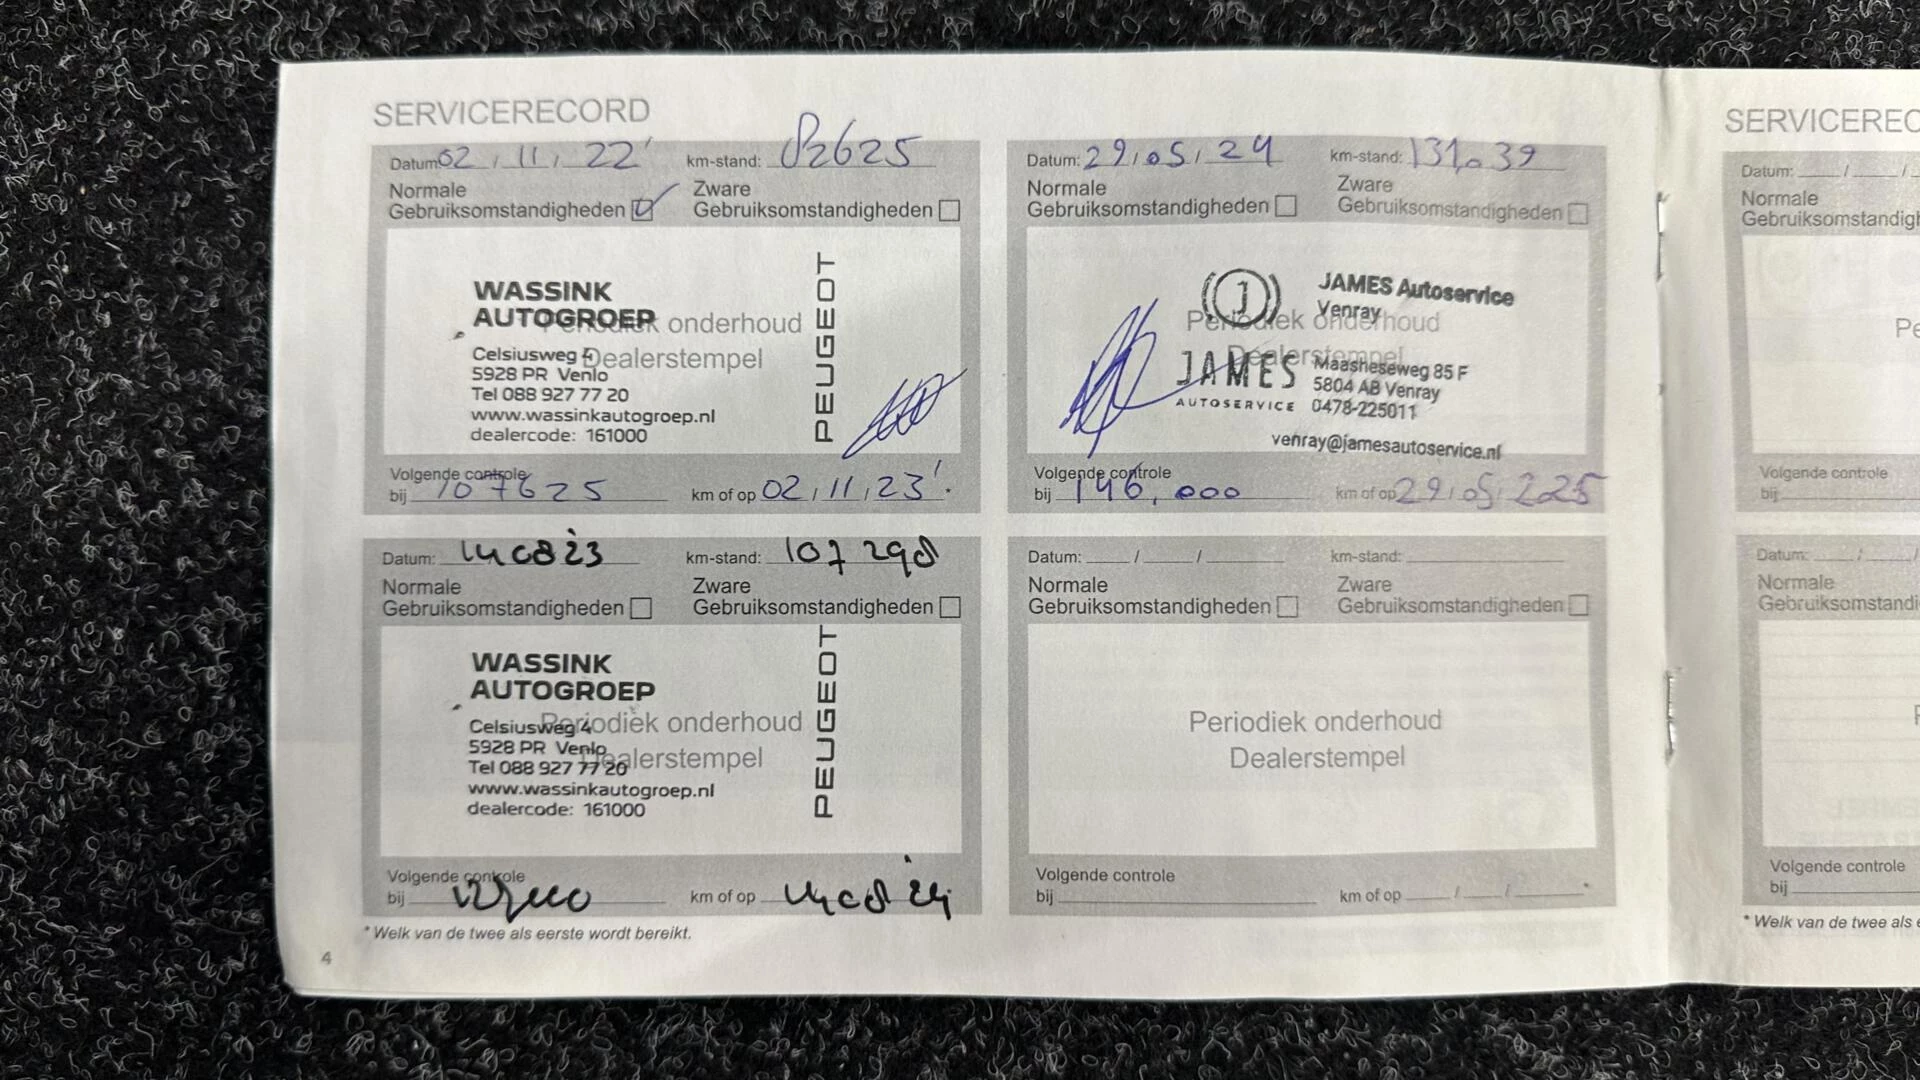 SERVICERECORD
Datum: 02 / 11 / 22 km-stand: 82625
Normale
Gebruiksomstandigheden
Zware
Gebruiksomstandigheden
WASSINK
AUTOGROEP
Periodiek onderhoud
Dealerstempel
Celsiusweg 4
5928 PR Venlo
Tel 088 927 77 20
www.wassinkautogroep.nl
dealercode: 161000
PEUGEOT
Volgende controle
bij 107625 km of op 02 / 11 / 23
Datum: km-stand: 107298
Normale
Gebruiksomstandigheden
Zware
Gebruiksomstandigheden
WASSINK
AUTOGROEP
Periodiek onderhoud
Dealerstempel
Celsiusweg 4
5928 PR Venlo
Tel 088 927 77 20
www.wassinkautogroep.nl
dealercode: 161000
PEUGEOT
Volgende controle
bij km of op
* Welk van de twee als eerste wordt bereikt.
4
Datum: 29 / 05 / 24 km-stand:
Normale
Gebruiksomstandigheden
Zware
Gebruiksomstandigheden
J
JAMES Autoservice
Venray
Periodiek onderhoud
Dealerstempel
JAMES
AUTOSERVICE
Maasheseweg 85 F
5804 AB Venray
0478-225011
venray@jamesautoservice.nl
Volgende controle
bij 146,000 km of op 29 / 05 / 2025
Datum: / / km-stand:
Normale
Gebruiksomstandigheden
Zware
Gebruiksomstandigheden
Periodiek onderhoud
Dealerstempel
Volgende controle
bij km of op / /
SERVICEREC
Datum: / /
Normale
Gebruiksomstandigh
Pe
Volgende controle
bij
Datum: / /
Normale
Gebruiksomstandi
Volgende controle
bij
* Welk van de twee als e